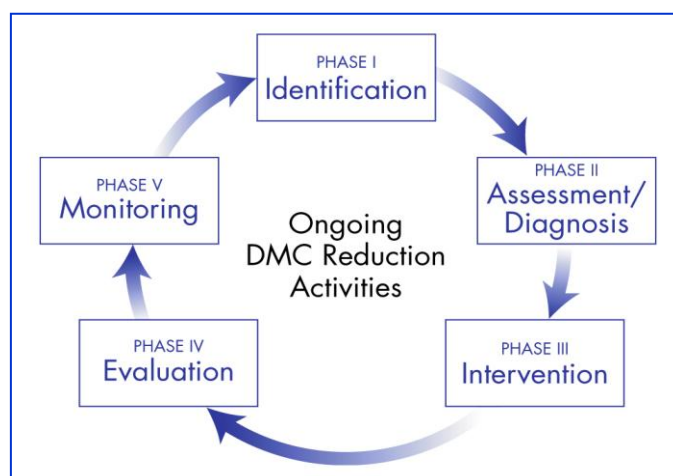 PHASE I
Identification
PHASE II
Assessment/
Diagnosis
PHASE III
Intervention
PHASE IV
Evaluation
PHASE V
Monitoring
Ongoing
DMC Reduction
Activities